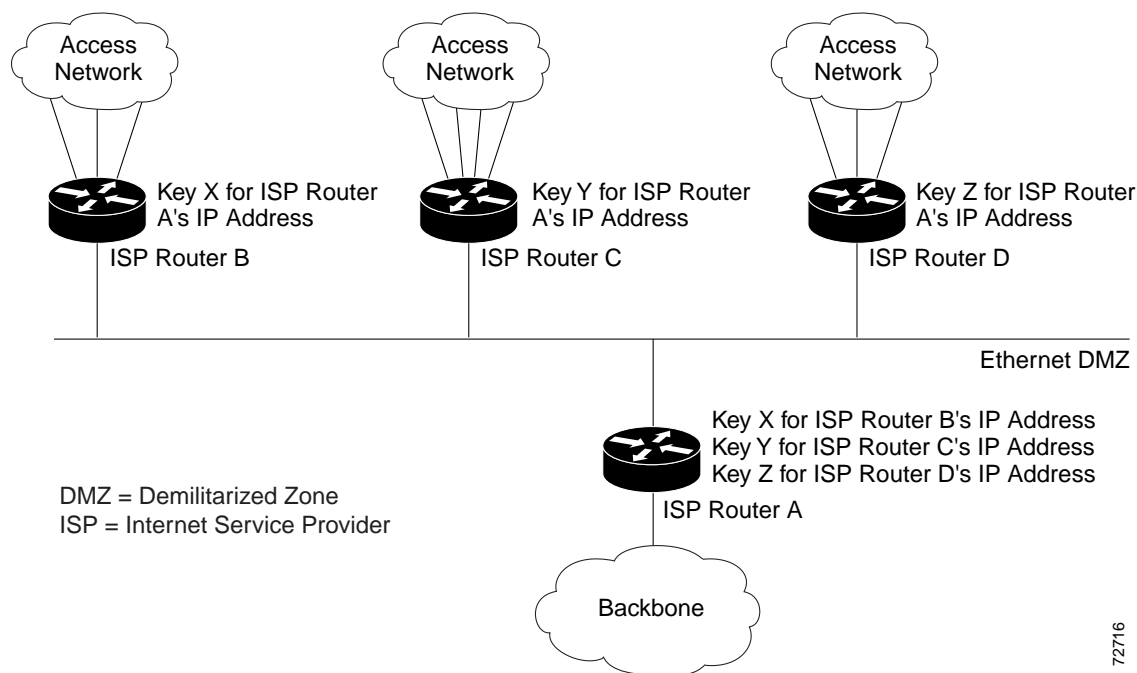 Access
Network
Access
Network
Access
Network
Key X for ISP Router
A's IP Address
ISP Router B
Key Y for ISP Router
A's IP Address
ISP Router C
Key Z for ISP Router
A's IP Address
ISP Router D
Ethernet DMZ
Key X for ISP Router B's IP Address
Key Y for ISP Router C's IP Address
Key Z for ISP Router D's IP Address
ISP Router A
DMZ = Demilitarized Zone
ISP = Internet Service Provider
Backbone
72716